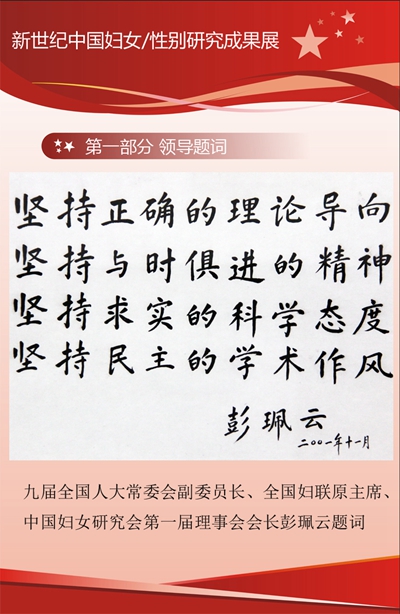 新世纪中国妇女/性别研究成果展
第一部分 领导题词
坚持正确的理论导向
坚持与时俱进的精神
坚持求实的科学态度
坚持民主的学术作风
彭珮云
二〇〇一年十一月
九届全国人大常委会副委员长、全国妇联原主席、
中国妇女研究会第一届理事会会长彭珮云题词